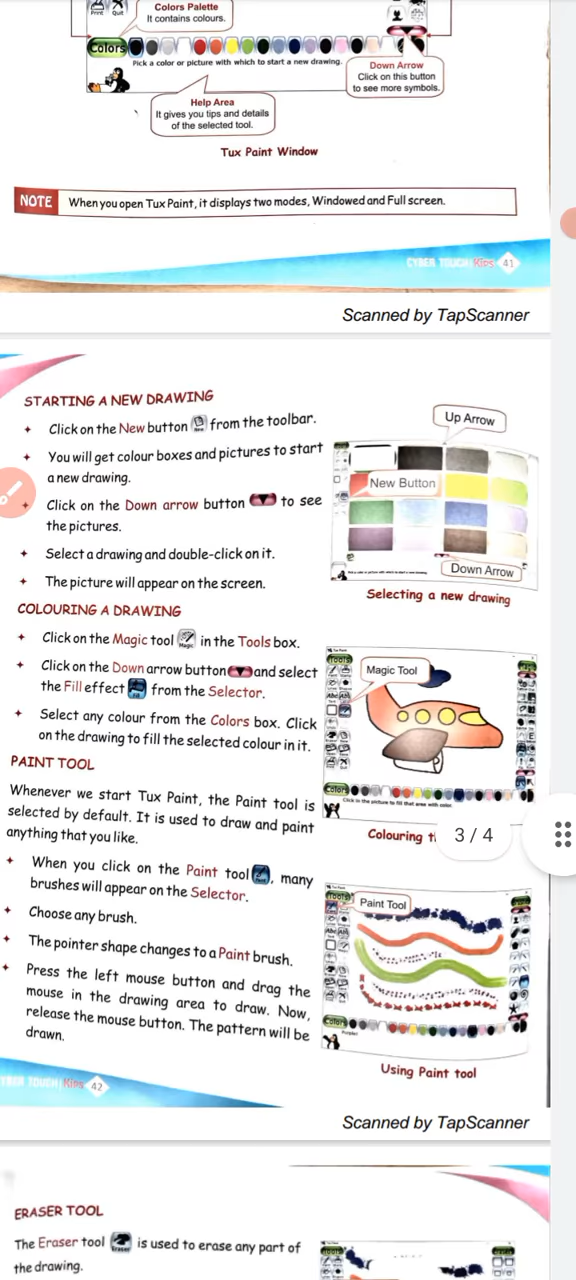 Print Quit
Colors Palette
It contains colours.
Colors
Pick a color or picture with which to start a new drawing.
Down Arrow
Click on this button
to see more symbols.
Help Area
It gives you tips and details
of the selected tool.
Tux Paint Window
NOTE When you open Tux Paint, it displays two modes, Windowed and Full screen.
CYBER TOUCH Kips 41
Scanned by TapScanner
STARTING A NEW DRAWING
Click on the New button from the toolbar.
You will get colour boxes and pictures to start
a new drawing.
Click on the Down arrow button to see
the pictures.
Select a drawing and double-click on it.
The picture will appear on the screen.
Up Arrow
New Button
Down Arrow
Selecting a new drawing
COLOURING A DRAWING
Click on the Magic tool in the Tools box.
Click on the Down arrow button and select
the Fill effect from the Selector.
Select any colour from the Colors box. Click
on the drawing to fill the selected colour in it.
Tools
Magic Tool
Colors
Click in the picture to fill that area with color.
Colouring t
3 / 4
PAINT TOOL
Whenever we start Tux Paint, the Paint tool is
selected by default. It is used to draw and paint
anything that you like.
When you click on the Paint tool, many
brushes will appear on the Selector.
Choose any brush.
The pointer shape changes to a Paint brush.
Press the left mouse button and drag the
mouse in the drawing area to draw. Now,
release the mouse button. The pattern will be
drawn.
Tools
Paint Tool
Colors
Purple!
Using Paint tool
YBER TOUCH Kips 42
Scanned by TapScanner
ERASER TOOL
The Eraser tool is used to erase any part of
the drawing.
Tools